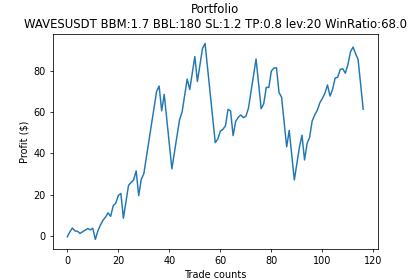 Portfolio
WAVESUSDT BBM:1.7 BBL:180 SL:1.2 TP:0.8 lev:20 WinRatio:68.0
Profit ($)
80
60
40
20
0
0 20 40 60 80 100 120
Trade counts